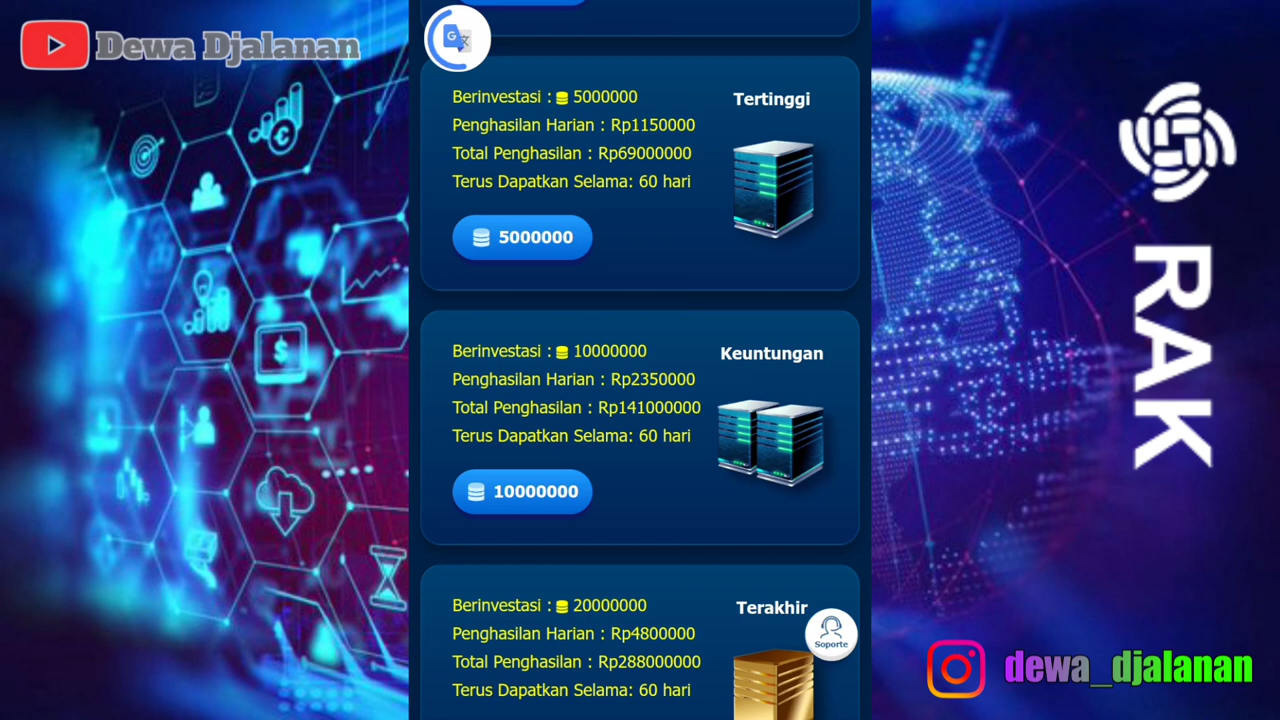 Dewa Djalanan
G
Berinvestasi : 5000000
Tertinggi
Penghasilan Harian : Rp1150000
Total Penghasilan : Rp69000000
Terus Dapatkan Selama: 60 hari
5000000
Berinvestasi : 10000000
Keuntungan
Penghasilan Harian : Rp2350000
Total Penghasilan : Rp141000000
Terus Dapatkan Selama: 60 hari
10000000
Berinvestasi : 20000000
Terakhir
Penghasilan Harian : Rp4800000
Total Penghasilan : Rp288000000
Terus Dapatkan Selama: 60 hari
Soporte
RAK
dewa_djalanan